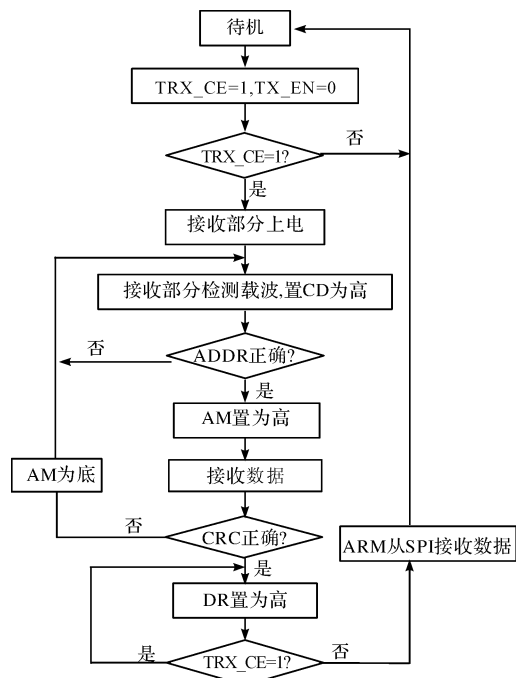 待机
TRX_CE=1,TX_EN=0
否
TRX_CE=1?
是
接收部分上电
接收部分检测载波,置CD为高
否
ADDR正确?
是
AM置为高
AM为底
接收数据
否
CRC正确?
ARM从SPI接收数据
是
DR置为高
是
TRX_CE=1?
否